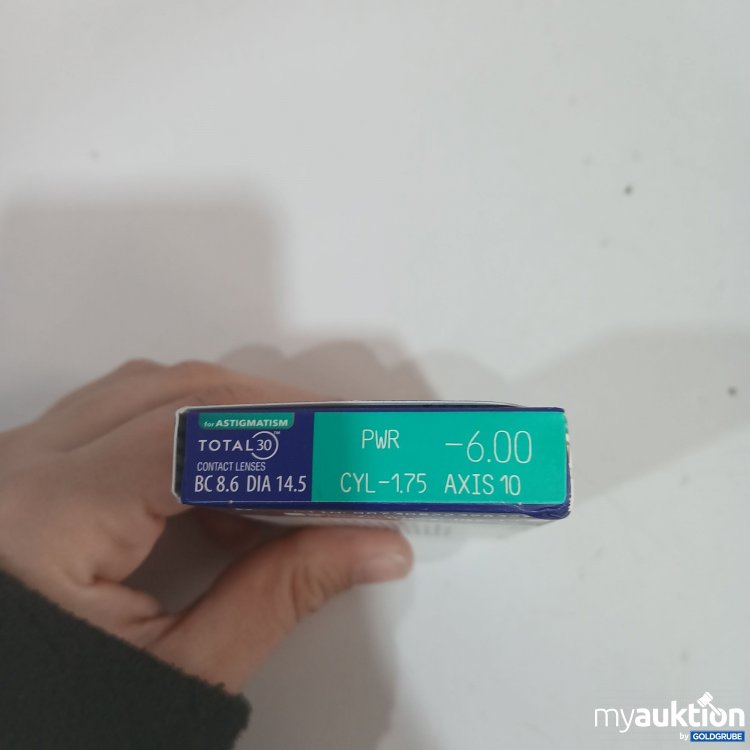 for ASTIGMATISM
TOTAL30™
CONTACT LENSES
BC 8.6 DIA 14.5
PWR -6.00
CYL-1.75 AXIS 10
myauktion
by GOLDGRUBE